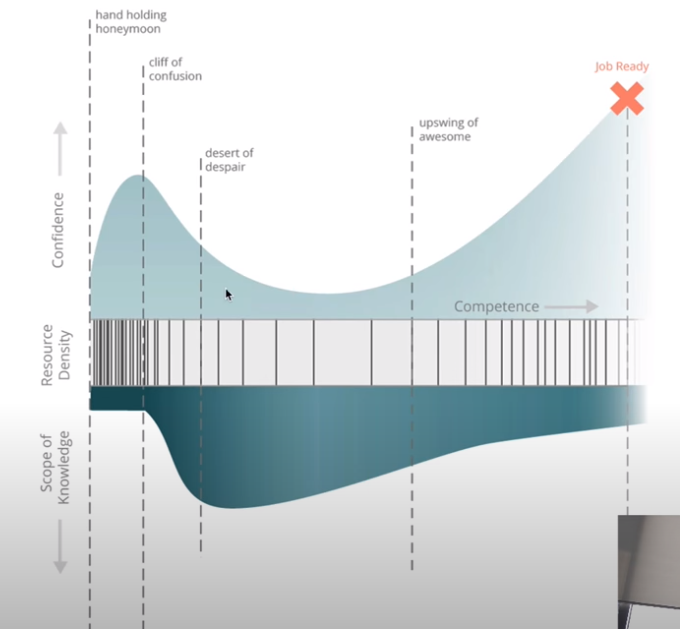 hand holding
honeymoon
cliff of
confusion
Job Ready
upswing of
awesome
desert of
despair
Confidence
Competence
Resource
Density
Scope of
Knowledge